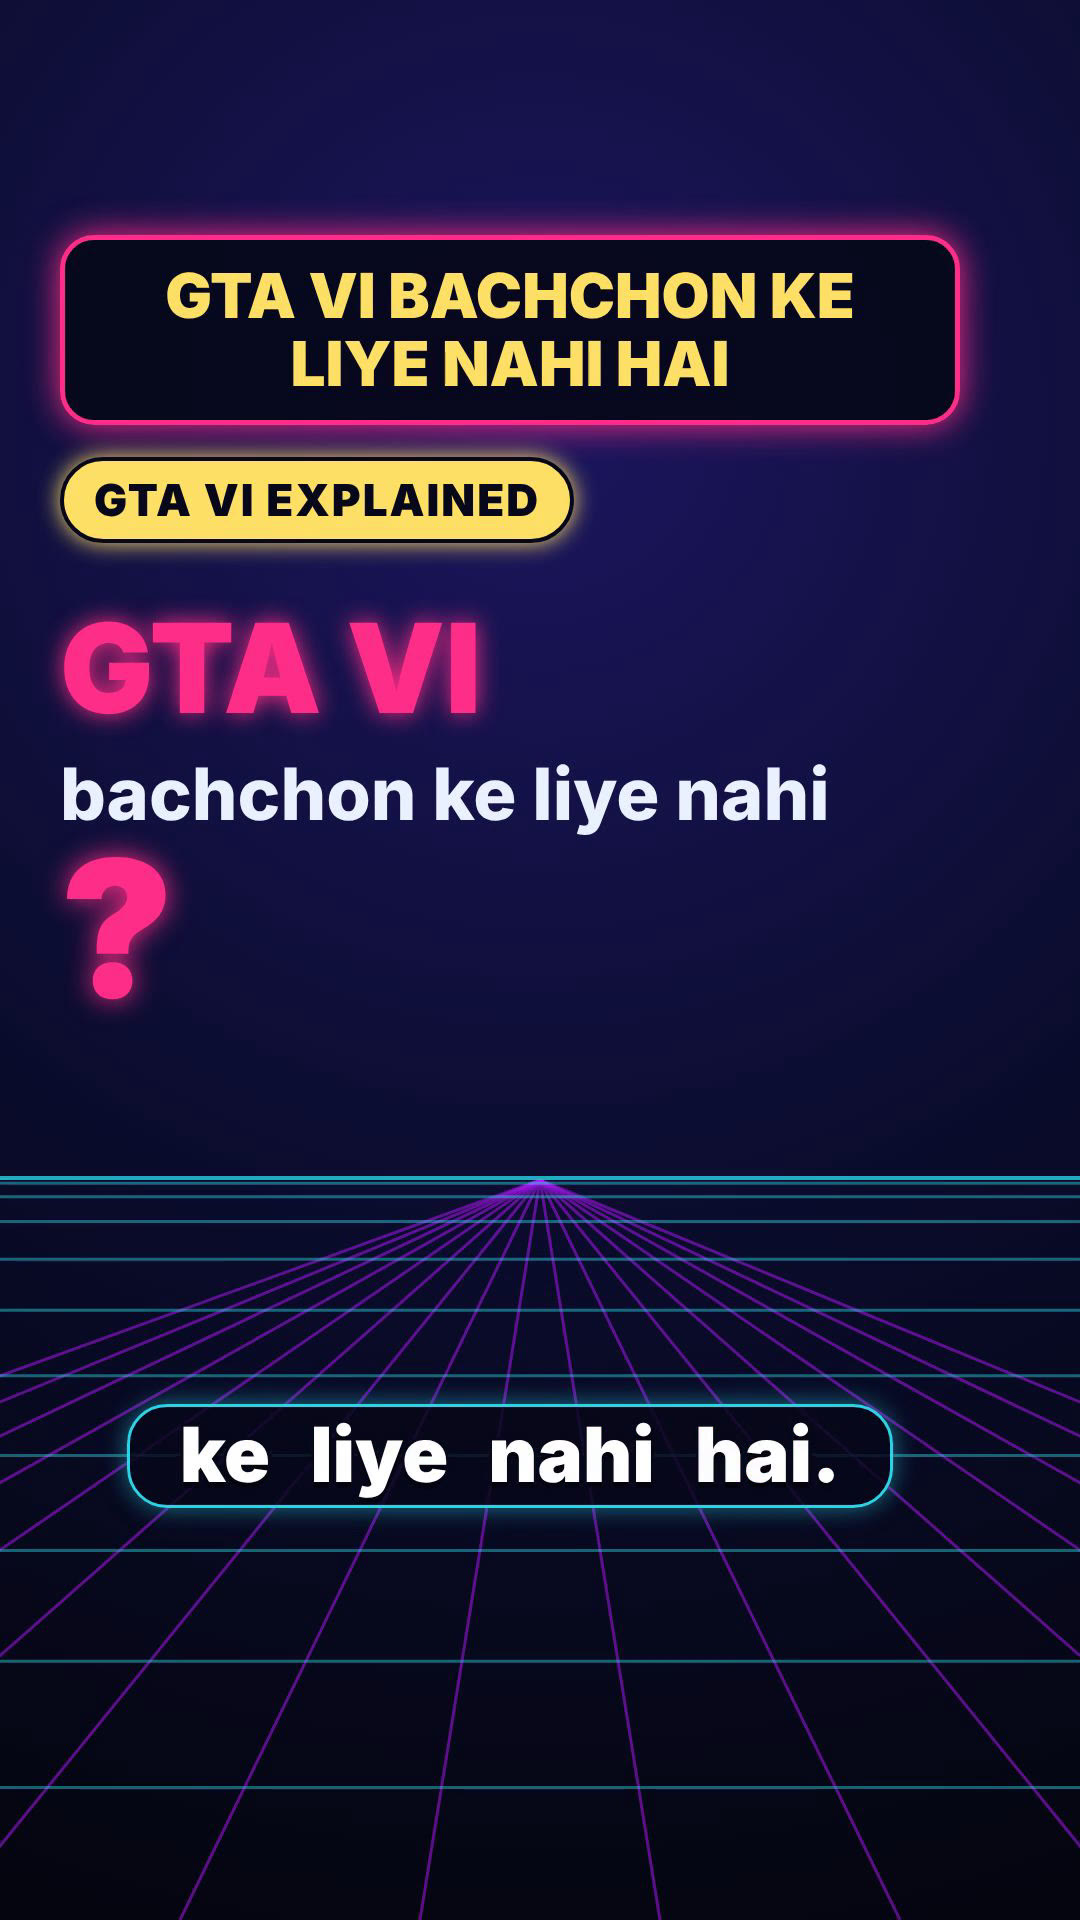 GTA VI BACHCHON KE
LIYE NAHI HAI
GTA VI EXPLAINED
GTA VI
bachchon ke liye nahi
?
ke liye nahi hai.